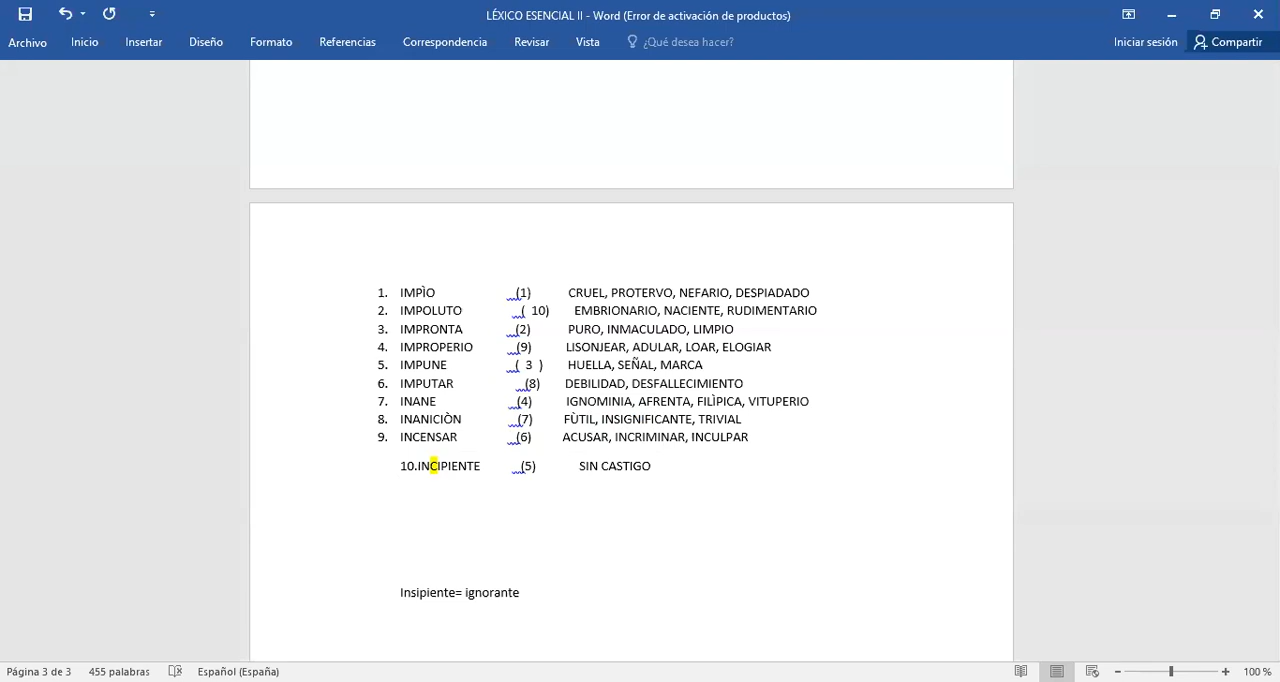 LÉXICO ESENCIAL II - Word (Error de activación de productos)
Archivo Inicio Insertar Diseño Formato Referencias Correspondencia Revisar Vista ¿Qué desea hacer? Iniciar sesión Compartir
1. IMPÌO (1) CRUEL, PROTERVO, NEFARIO, DESPIADADO
2. IMPOLUTO ( 10) EMBRIONARIO, NACIENTE, RUDIMENTARIO
3. IMPRONTA (2) PURO, INMACULADO, LIMPIO
4. IMPROPERIO (9) LISONJEAR, ADULAR, LOAR, ELOGIAR
5. IMPUNE ( 3 ) HUELLA, SEÑAL, MARCA
6. IMPUTAR (8) DEBILIDAD, DESFALLECIMIENTO
7. INANE (4) IGNOMINIA, AFRENTA, FILÌPICA, VITUPERIO
8. INANICIÒN (7) FÙTIL, INSIGNIFICANTE, TRIVIAL
9. INCENSAR (6) ACUSAR, INCRIMINAR, INCULPAR
10.INCIPIENTE (5) SIN CASTIGO
Insipiente= ignorante
Página 3 de 3 455 palabras Español (España) 100 %